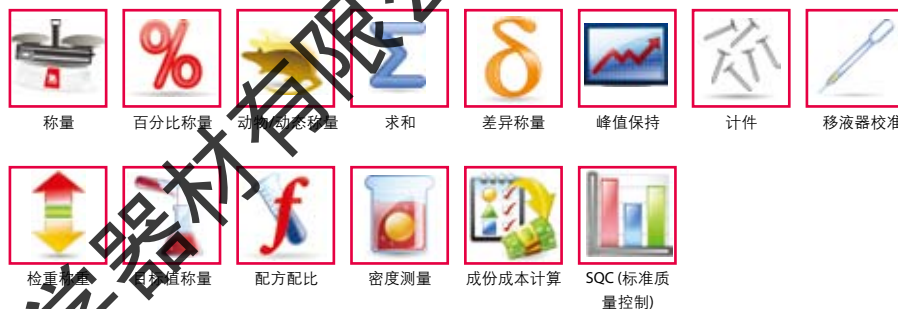 称量
百分比称量
动物/动态称量
求和
差异称量
峰值保持
计件
移液器校准
检重称重
目标值称量
配方配比
密度测量
成份成本计算
SQC (标准质
量控制)
器材有限公